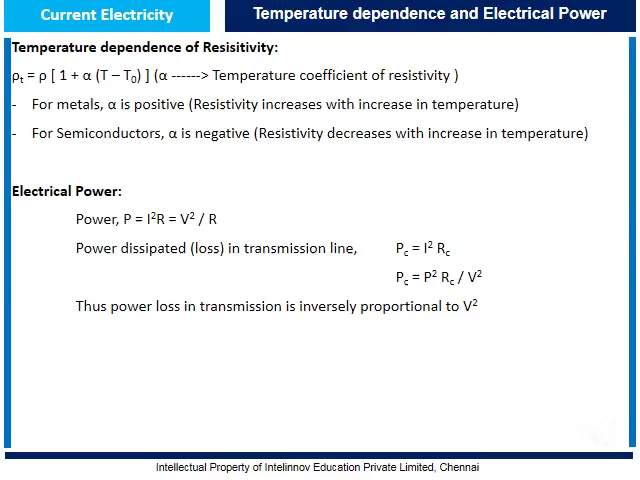 Current Electricity
Temperature dependence and Electrical Power
Temperature dependence of Resisitivity:
ρt = ρ [ 1 + α (T – T0) ] (α ------> Temperature coefficient of resistivity )
- For metals, α is positive (Resistivity increases with increase in temperature)
- For Semiconductors, α is negative (Resistivity decreases with increase in temperature)
Electrical Power:
Power, P = I²R = V² / R
Power dissipated (loss) in transmission line, Pc = I² Rc
Pc = P² Rc / V²
Thus power loss in transmission is inversely proportional to V²
Intellectual Property of Intelinnov Education Private Limited, Chennai